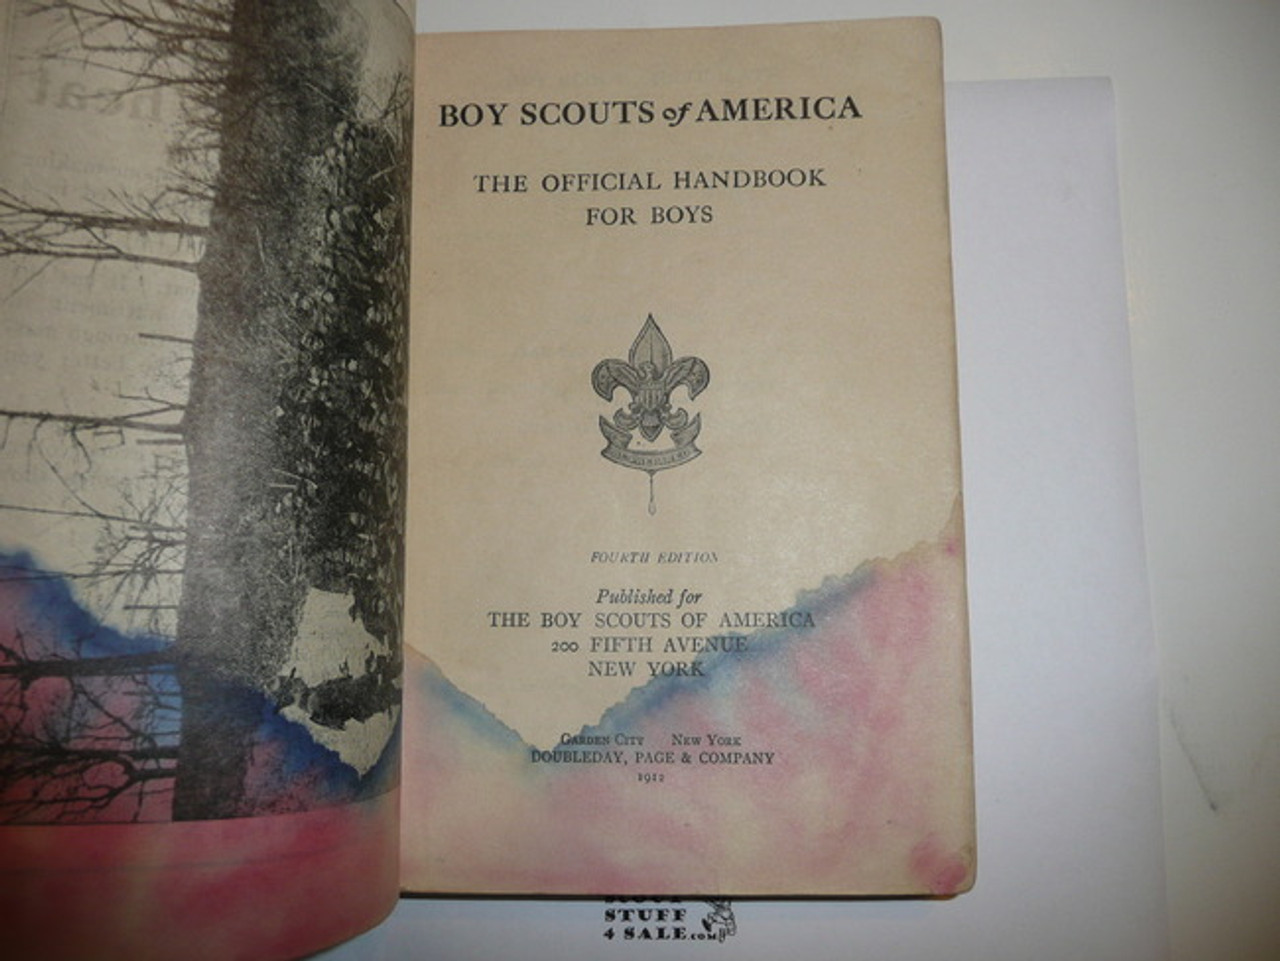 BOY SCOUTS of AMERICA
THE OFFICIAL HANDBOOK
FOR BOYS
FOURTH EDITION
Published for
THE BOY SCOUTS OF AMERICA
200 FIFTH AVENUE
NEW YORK
GARDEN CITY NEW YORK
DOUBLEDAY, PAGE & COMPANY
1912
SCOUT
STUFF
4 SALE.COM